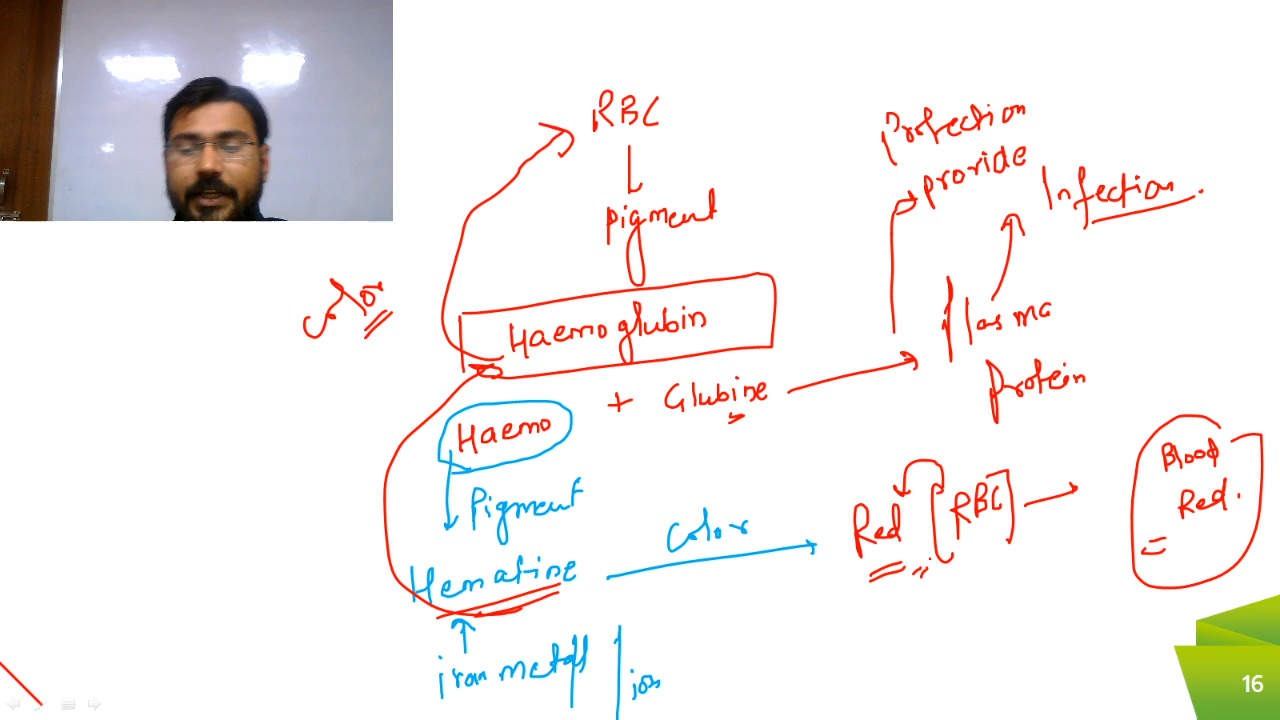 RBC
Pigment
Haemoglubin
Color
Haemo + Glubine
Plasma
Protein
Protection
Provide
Infection.
Pigment
Hematine
Color
Red [RBC]
Blood
Red.
iron metal
16